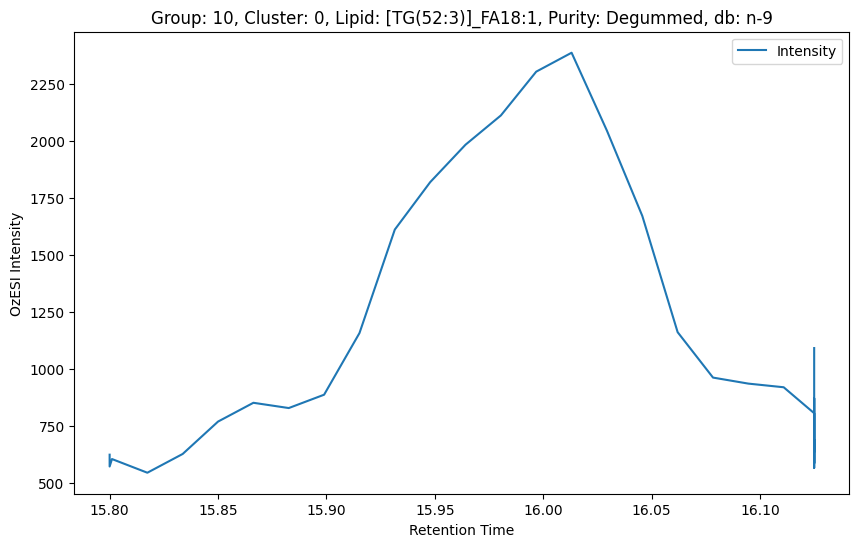 Group: 10, Cluster: 0, Lipid: [TG(52:3)]_FA18:1, Purity: Degummed, db: n-9
Intensity
OzESI Intensity
2250
2000
1750
1500
1250
1000
750
500
15.80 15.85 15.90 15.95 16.00 16.05 16.10
Retention Time